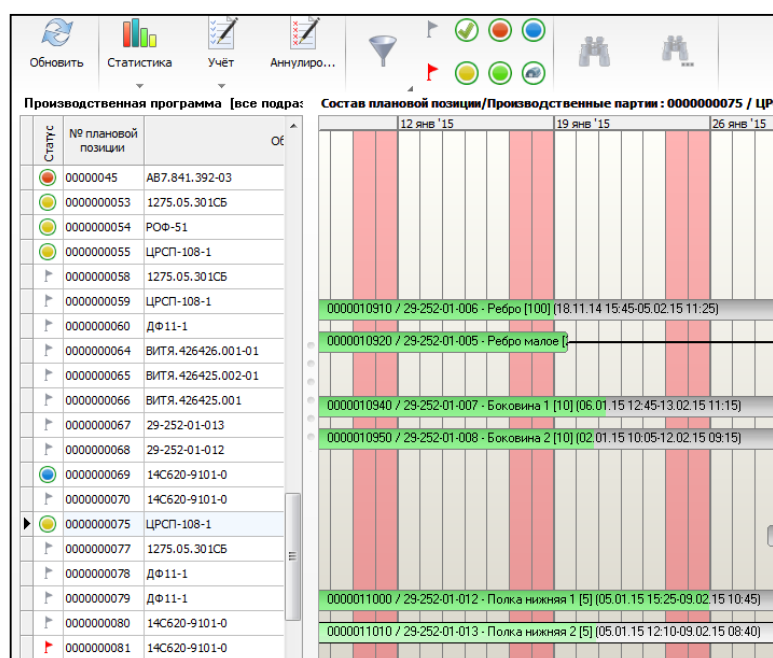 Обновить Статистика Учёт Аннулиро...
Производственная программа [все подраз
Состав плановой позиции/Производственные партии : 0000000075 / ЦР
Статус
№ плановой
позиции
Об
12 янв '15 19 янв '15 26 янв '15
00000045 АВ7.841.392-03
0000000053 1275.05.301СБ
0000000054 РОФ-51
0000000055 ЦРСП-108-1
0000000058 1275.05.301СБ
0000000059 ЦРСП-108-1
0000000060 ДФ11-1
0000000064 ВИТЯ.426426.001-01
0000000065 ВИТЯ.426425.002-01
0000000066 ВИТЯ.426425.001
0000000067 29-252-01-013
0000000068 29-252-01-012
0000000069 14С620-9101-0
0000000070 14С620-9101-0
0000000075 ЦРСП-108-1
0000000077 1275.05.301СБ
0000000078 ДФ11-1
0000000079 ДФ11-1
0000000080 14С620-9101-0
0000000081 14С620-9101-0
0000010910 / 29-252-01-006 - Ребро [100] (18.11.14 15:45-05.02.15 11:25)
0000010920 / 29-252-01-005 - Ребро малое [
0000010940 / 29-252-01-007 - Боковина 1 [10] (06.01.15 12:45-13.02.15 11:15)
0000010950 / 29-252-01-008 - Боковина 2 [10] (02.01.15 10:05-12.02.15 09:15)
0000011000 / 29-252-01-012 - Полка нижняя 1 [5] (05.01.15 15:25-09.02.15 10:45)
0000011010 / 29-252-01-013 - Полка нижняя 2 [5] (05.01.15 12:10-09.02.15 08:40)